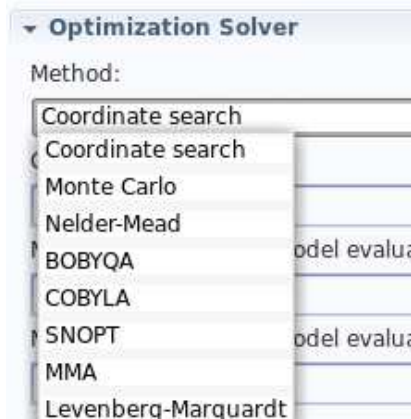 Optimization Solver
Method:
Coordinate search
Coordinate search
Monte Carlo
Nelder-Mead
BOBYQA
odel evalua
COBYLA
SNOPT
odel evalua
MMA
Levenberg-Marquardt